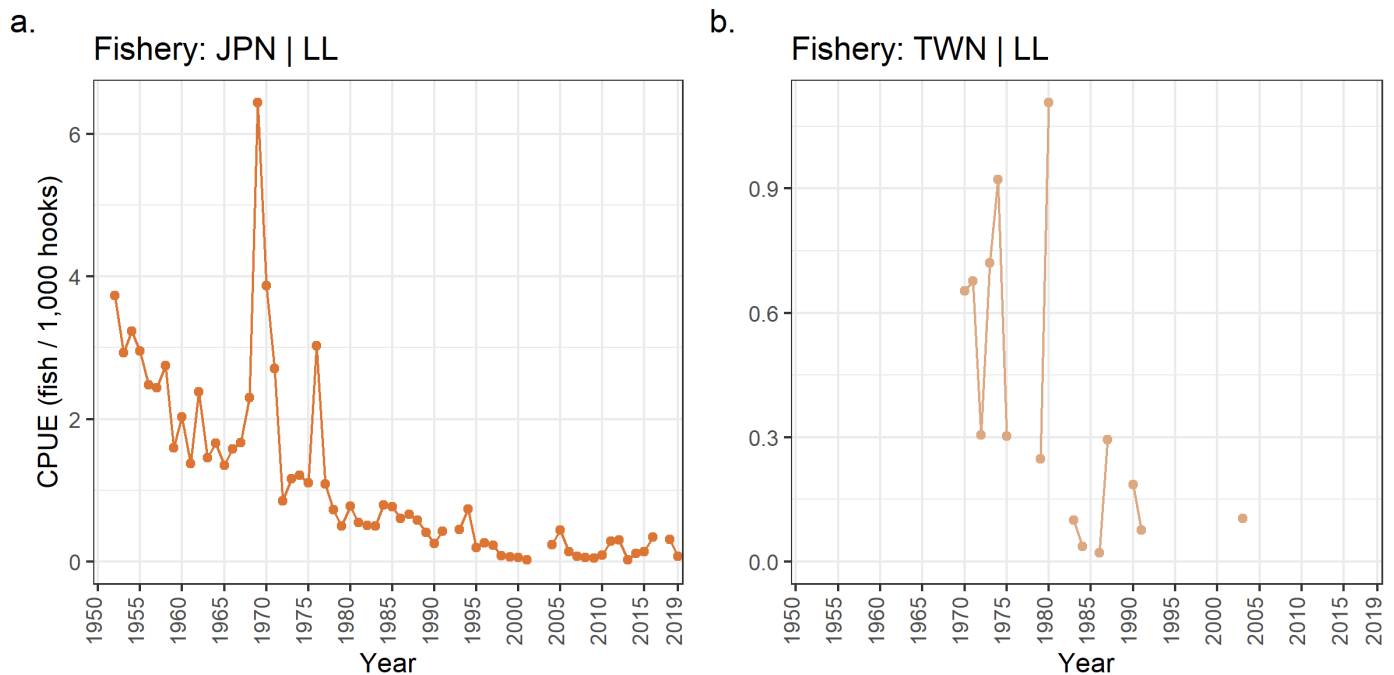 a.
Fishery: JPN | LL
CPUE (fish / 1,000 hooks)
6
4
2
0
1950 1955 1960 1965 1970 1975 1980 1985 1990 1995 2000 2005 2010 2015 2019
Year
b.
Fishery: TWN | LL
0.9
0.6
0.3
0.0
1950 1955 1960 1965 1970 1975 1980 1985 1990 1995 2000 2005 2010 2015 2019
Year